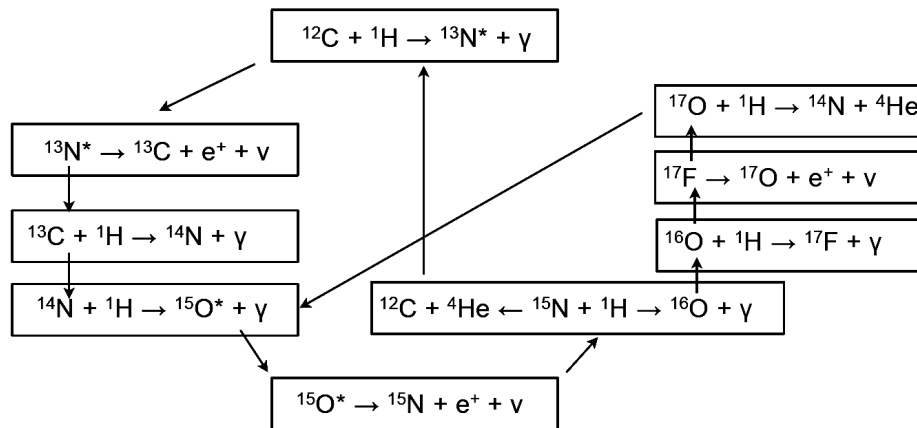 ¹²C + ¹H → ¹³N* + γ
¹⁷O + ¹H → ¹⁴N + ⁴He
¹³N* → ¹³C + e⁺ + ν
¹⁷F → ¹⁷O + e⁺ + ν
¹³C + ¹H → ¹⁴N + γ
¹⁶O + ¹H → ¹⁷F + γ
¹⁴N + ¹H → ¹⁵O* + γ
¹²C + ⁴He ← ¹⁵N + ¹H → ¹⁶O + γ
¹⁵O* → ¹⁵N + e⁺ + ν